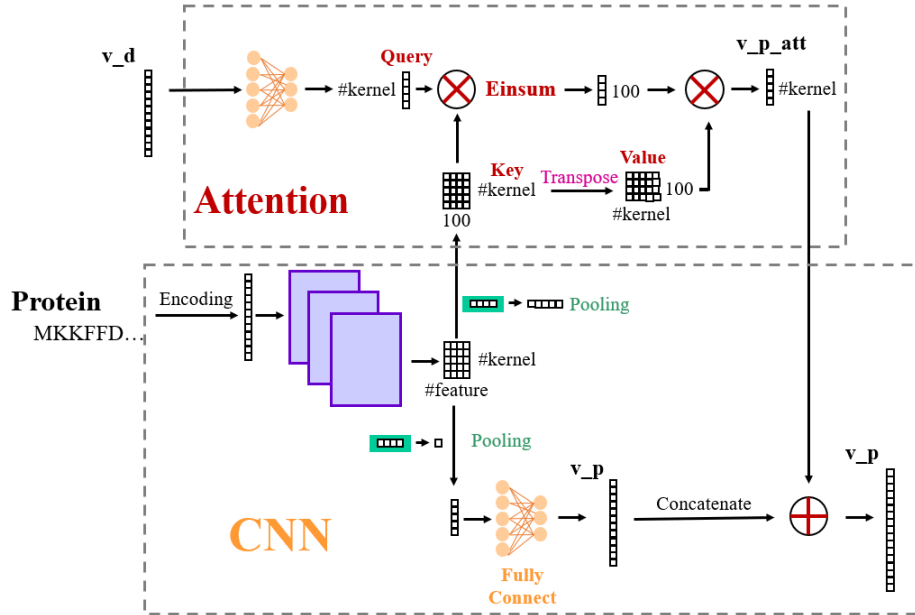 v_d
Query
v_p_att
#kernel
Einsum
100
#kernel
Key
Value
#kernel
Transpose
100
100
#kernel
Attention
Protein
MKKFFD…
Encoding
Pooling
#kernel
#feature
Pooling
v_p
v_p
Concatenate
CNN
Fully
Connect